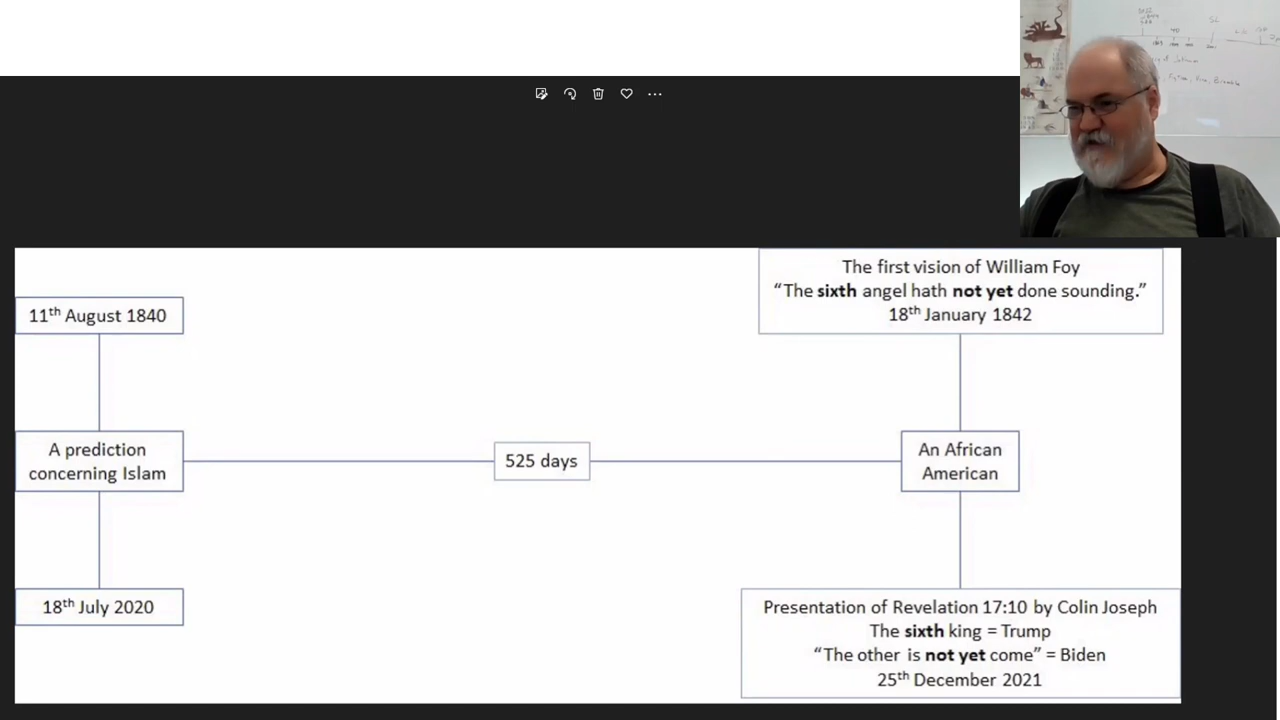 The first vision of William Foy
“The sixth angel hath not yet done sounding.”
18th January 1842
11th August 1840
A prediction
concerning Islam
525 days
An African
American
18th July 2020
Presentation of Revelation 17:10 by Colin Joseph
The sixth king = Trump
“The other is not yet come” = Biden
25th December 2021